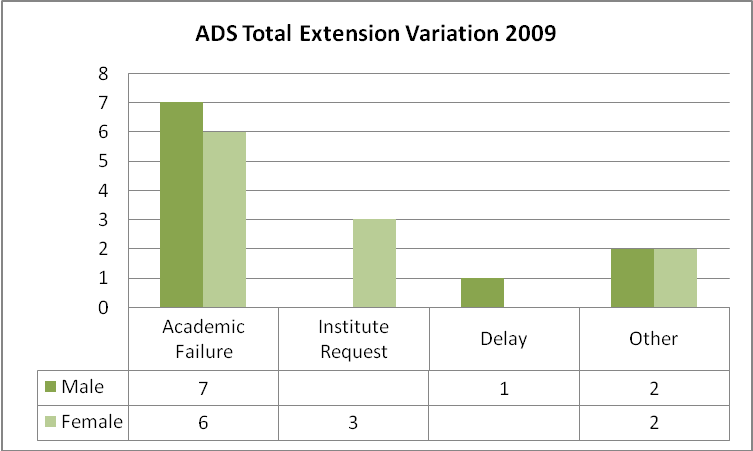 ADS Total Extension Variation 2009
8
7
6
5
4
3
2
1
0
Academic Failure
Institute Request
Delay
Other
Male 7 1 2
Female 6 3 2